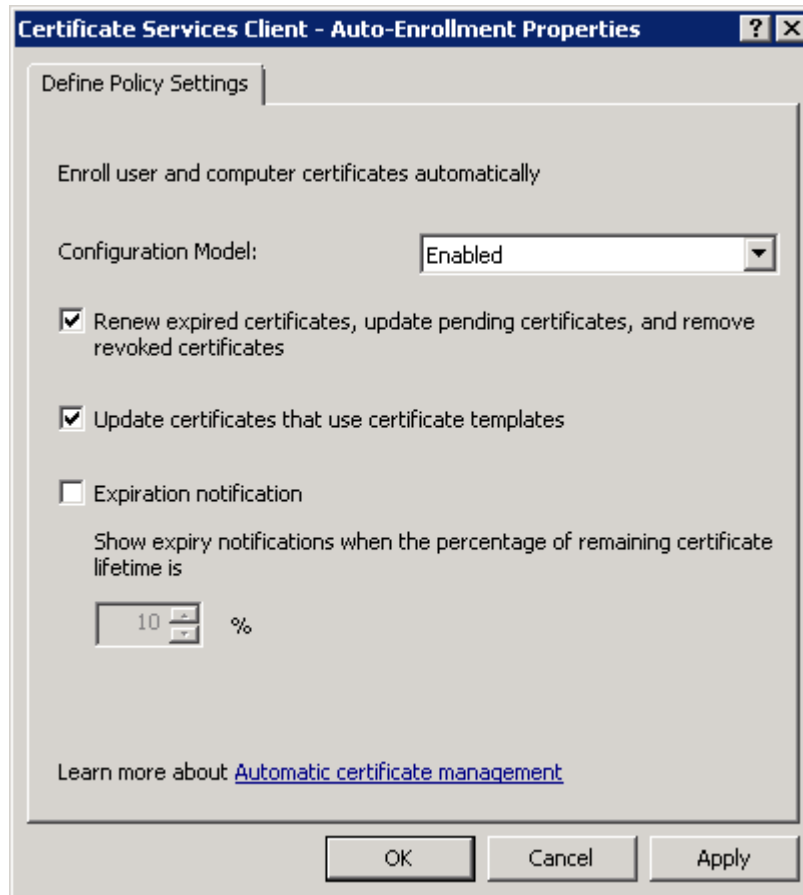 Certificate Services Client - Auto-Enrollment Properties
Define Policy Settings
Enroll user and computer certificates automatically
Configuration Model: Enabled
Renew expired certificates, update pending certificates, and remove
revoked certificates
Update certificates that use certificate templates
Expiration notification
Show expiry notifications when the percentage of remaining certificate
lifetime is
10 %
Learn more about Automatic certificate management
OK Cancel Apply